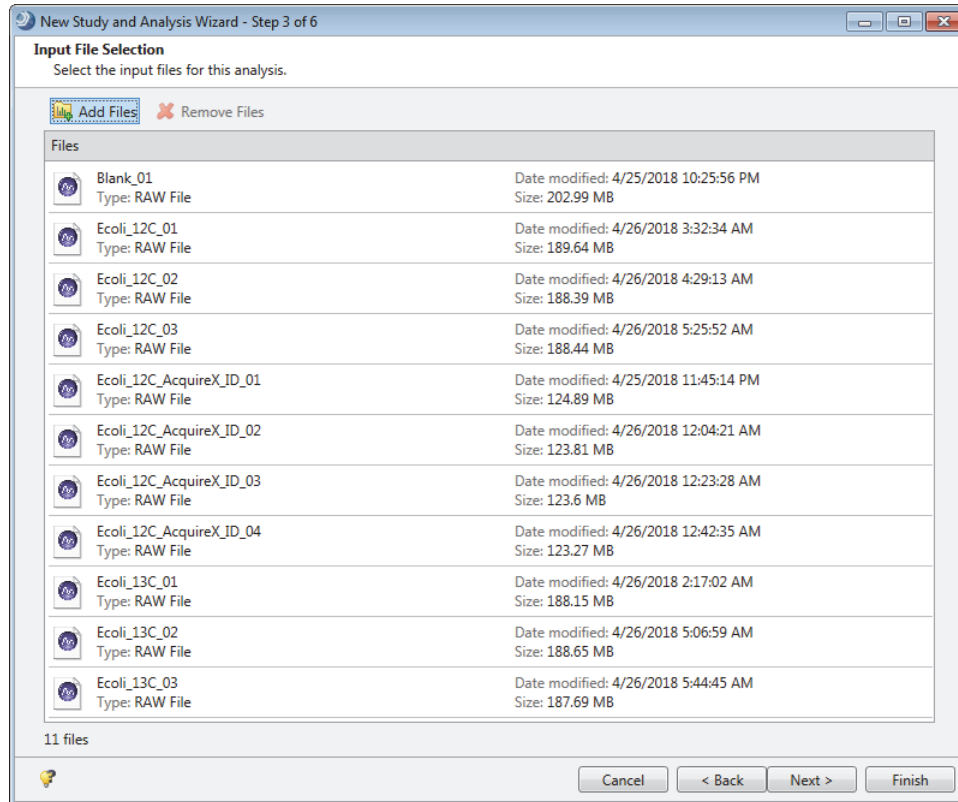 New Study and Analysis Wizard - Step 3 of 6
Input File Selection
Select the input files for this analysis.
Add Files Remove Files
Files
Blank_01 Date modified: 4/25/2018 10:25:56 PM
Type: RAW File Size: 202.99 MB
Ecoli_12C_01 Date modified: 4/26/2018 3:32:34 AM
Type: RAW File Size: 189.64 MB
Ecoli_12C_02 Date modified: 4/26/2018 4:29:13 AM
Type: RAW File Size: 188.39 MB
Ecoli_12C_03 Date modified: 4/26/2018 5:25:52 AM
Type: RAW File Size: 188.44 MB
Ecoli_12C_AcquireX_ID_01 Date modified: 4/25/2018 11:45:14 PM
Type: RAW File Size: 124.89 MB
Ecoli_12C_AcquireX_ID_02 Date modified: 4/26/2018 12:04:21 AM
Type: RAW File Size: 123.81 MB
Ecoli_12C_AcquireX_ID_03 Date modified: 4/26/2018 12:23:28 AM
Type: RAW File Size: 123.6 MB
Ecoli_12C_AcquireX_ID_04 Date modified: 4/26/2018 12:42:35 AM
Type: RAW File Size: 123.27 MB
Ecoli_13C_01 Date modified: 4/26/2018 2:17:02 AM
Type: RAW File Size: 188.15 MB
Ecoli_13C_02 Date modified: 4/26/2018 5:06:59 AM
Type: RAW File Size: 188.65 MB
Ecoli_13C_03 Date modified: 4/26/2018 5:44:45 AM
Type: RAW File Size: 187.69 MB
11 files
Cancel < Back Next > Finish